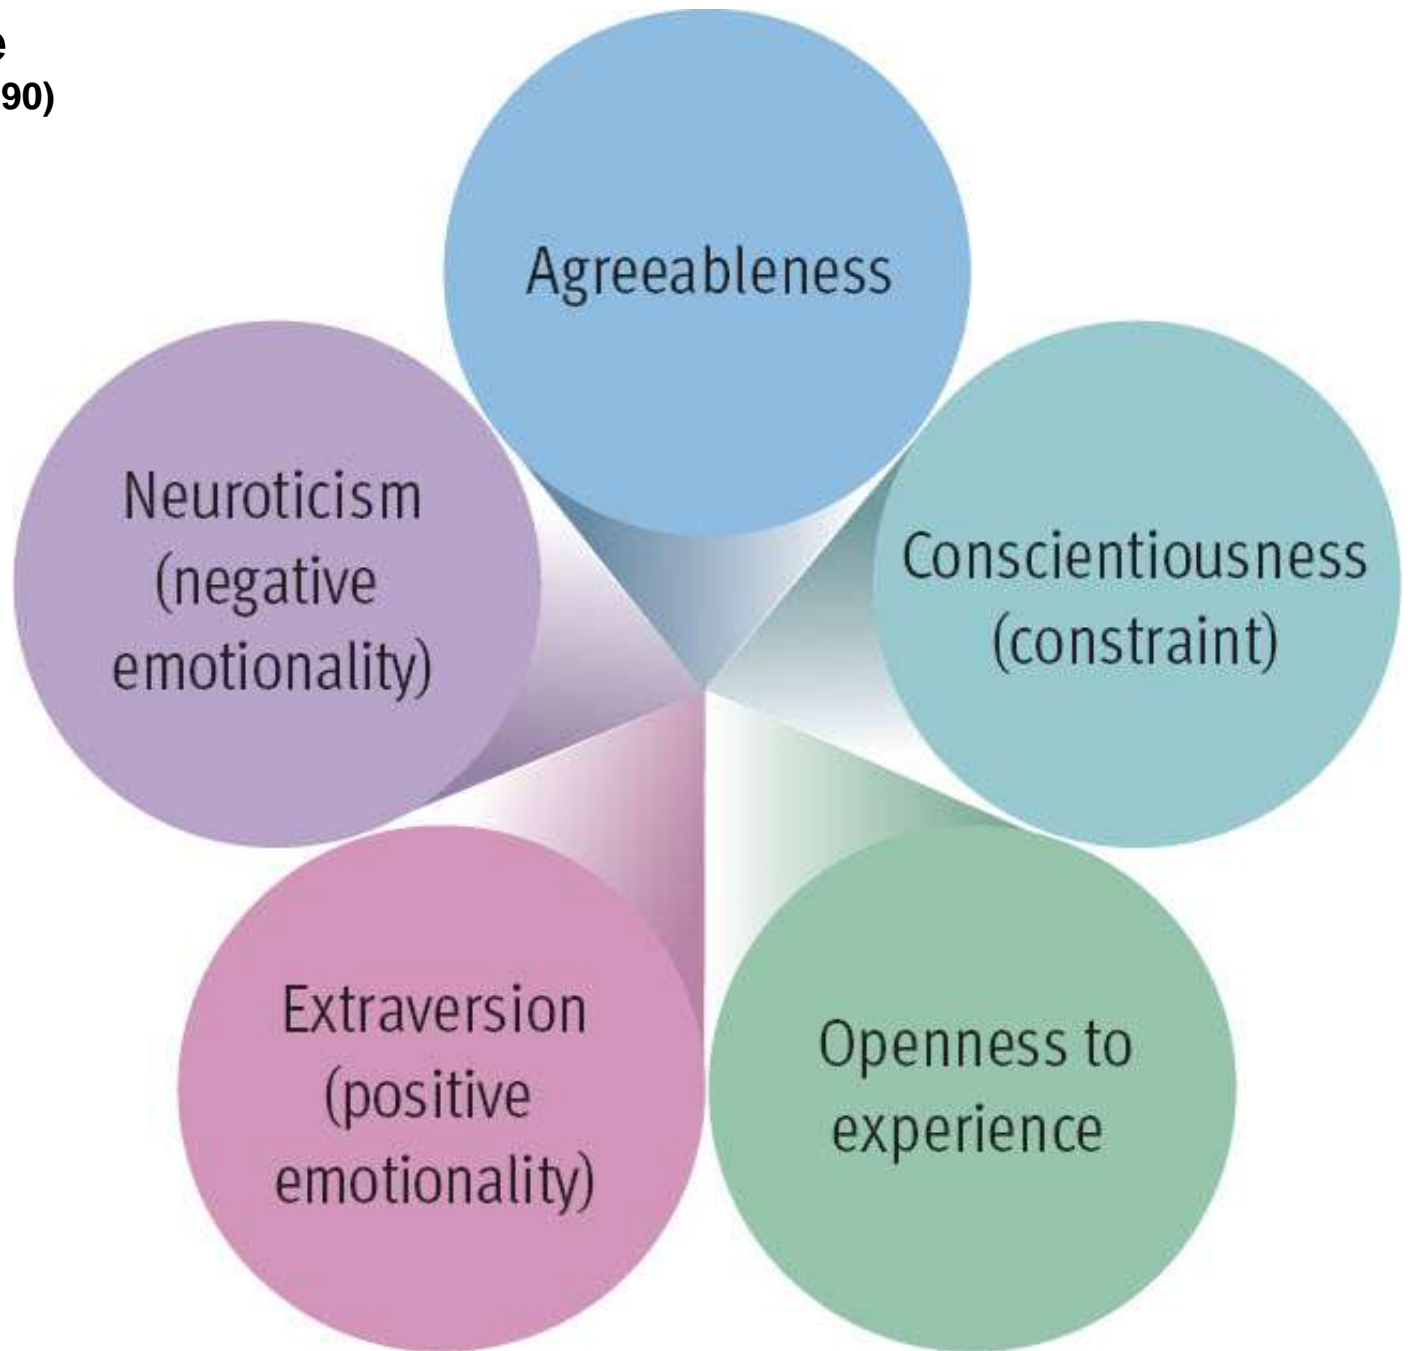 e
90)
Agreeableness
Neuroticism
(negative
emotionality)
Conscientiousness
(constraint)
Extraversion
(positive
emotionality)
Openness to
experience